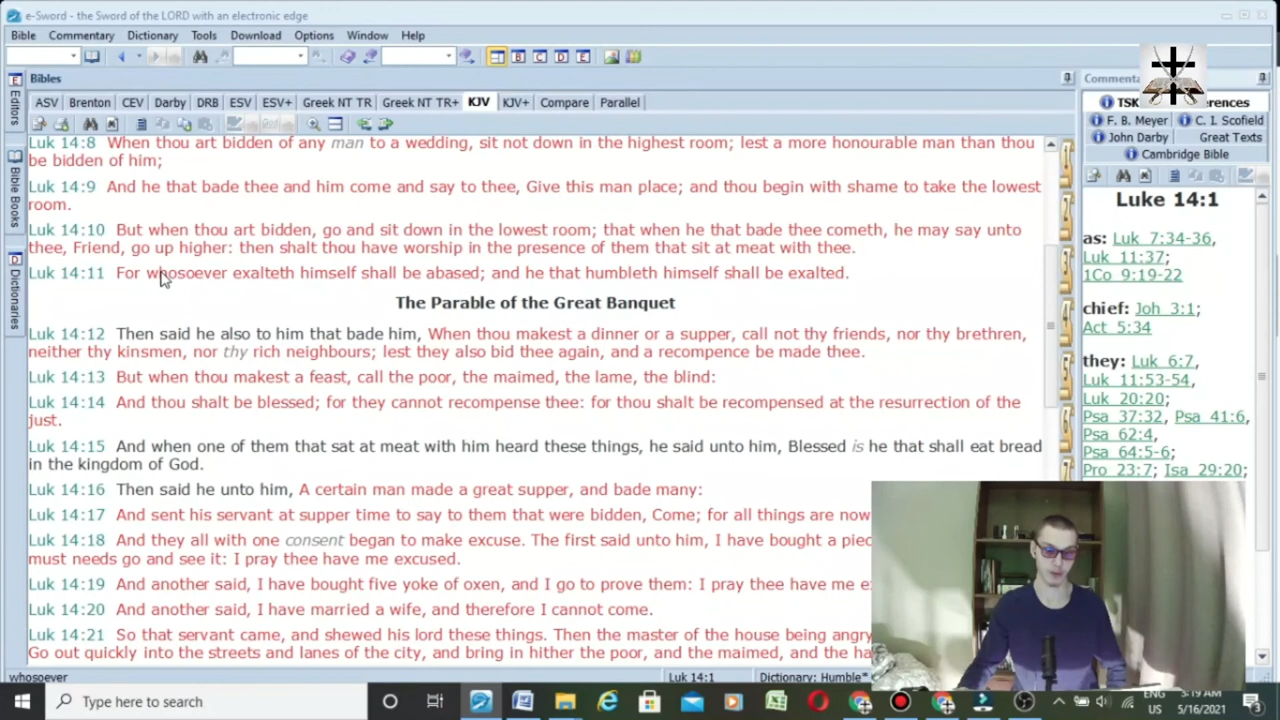 e-Sword - the Sword of the LORD with an electronic edge
Bible Commentary Dictionary Tools Download Options Window Help
B C D E
Bibles
ASV Brenton CEV Darby DRB ESV ESV+ Greek NT TR Greek NT TR+ KJV KJV+ Compare Parallel
Editors
Bible Books
Dictionaries
Luk 14:8 When thou art bidden of any man to a wedding, sit not down in the highest room; lest a more honourable man than thou
be bidden of him;
Luk 14:9 And he that bade thee and him come and say to thee, Give this man place; and thou begin with shame to take the lowest
room.
Luk 14:10 But when thou art bidden, go and sit down in the lowest room; that when he that bade thee cometh, he may say unto
thee, Friend, go up higher: then shalt thou have worship in the presence of them that sit at meat with thee.
Luk 14:11 For whosoever exalteth himself shall be abased; and he that humbleth himself shall be exalted.
The Parable of the Great Banquet
Luk 14:12 Then said he also to him that bade him, When thou makest a dinner or a supper, call not thy friends, nor thy brethren,
neither thy kinsmen, nor thy rich neighbours; lest they also bid thee again, and a recompence be made thee.
Luk 14:13 But when thou makest a feast, call the poor, the maimed, the lame, the blind:
Luk 14:14 And thou shalt be blessed; for they cannot recompense thee: for thou shalt be recompensed at the resurrection of the
just.
Luk 14:15 And when one of them that sat at meat with him heard these things, he said unto him, Blessed is he that shall eat bread
in the kingdom of God.
Luk 14:16 Then said he unto him, A certain man made a great supper, and bade many:
Luk 14:17 And sent his servant at supper time to say to them that were bidden, Come; for all things are now
Luk 14:18 And they all with one consent began to make excuse. The first said unto him, I have bought a piec
must needs go and see it: I pray thee have me excused.
Luk 14:19 And another said, I have bought five yoke of oxen, and I go to prove them: I pray thee have me e
Luk 14:20 And another said, I have married a wife, and therefore I cannot come.
Luk 14:21 So that servant came, and shewed his lord these things. Then the master of the house being angry
Go out quickly into the streets and lanes of the city, and bring in hither the poor, and the maimed, and the ha
Commenta
TSK erences
F. B. Meyer C. I. Scofield
John Darby Great Texts
Cambridge Bible
Luke 14:1
as: Luk 7:34-36,
Luk 11:37;
1Co 9:19-22
chief: Joh 3:1;
Act 5:34
they: Luk 6:7,
Luk 11:53-54,
Luk 20:20;
Psa 37:32, Psa 41:6,
Psa 62:4,
Psa 64:5-6;
Pro 23:7; Isa 29:20;
whosoever Luk 14:1 Dictionary: Humble*
Type here to search
ENG
US
3:19 AM
5/16/2021
3